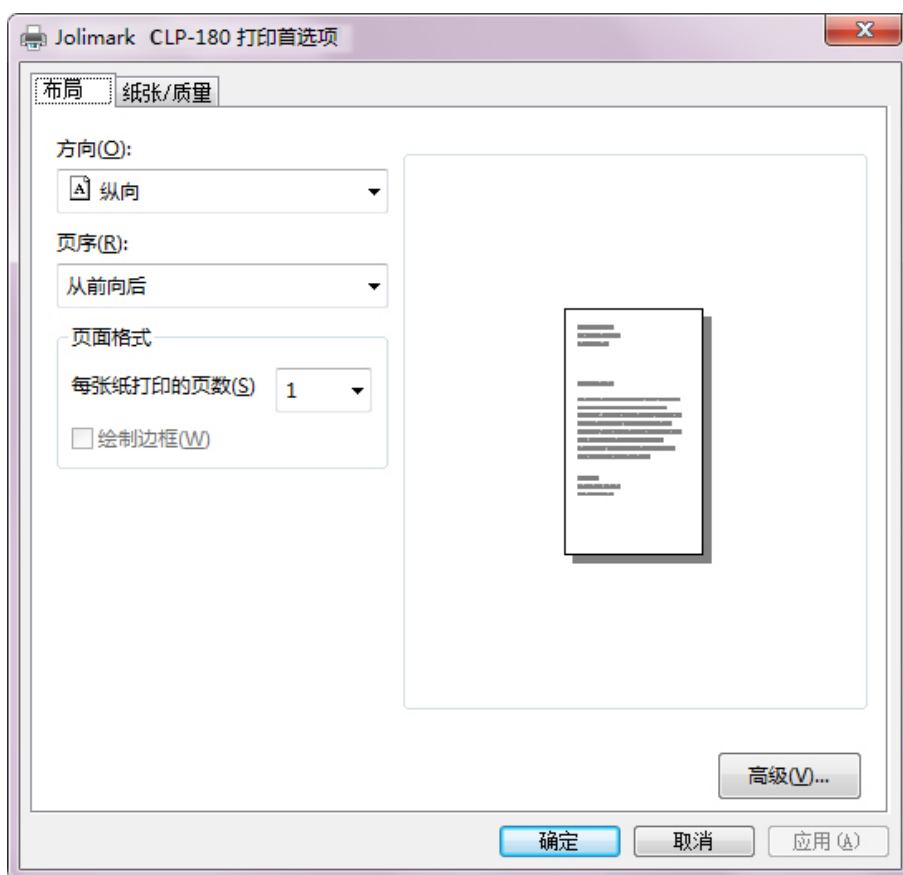 Jolimark CLP-180 打印首选项
布局
纸张/质量
方向(O):
纵向
页序(R):
从前向后
页面格式
每张纸打印的页数(S)
1
绘制边框(W)
高级(V)...
确定
取消
应用(A)